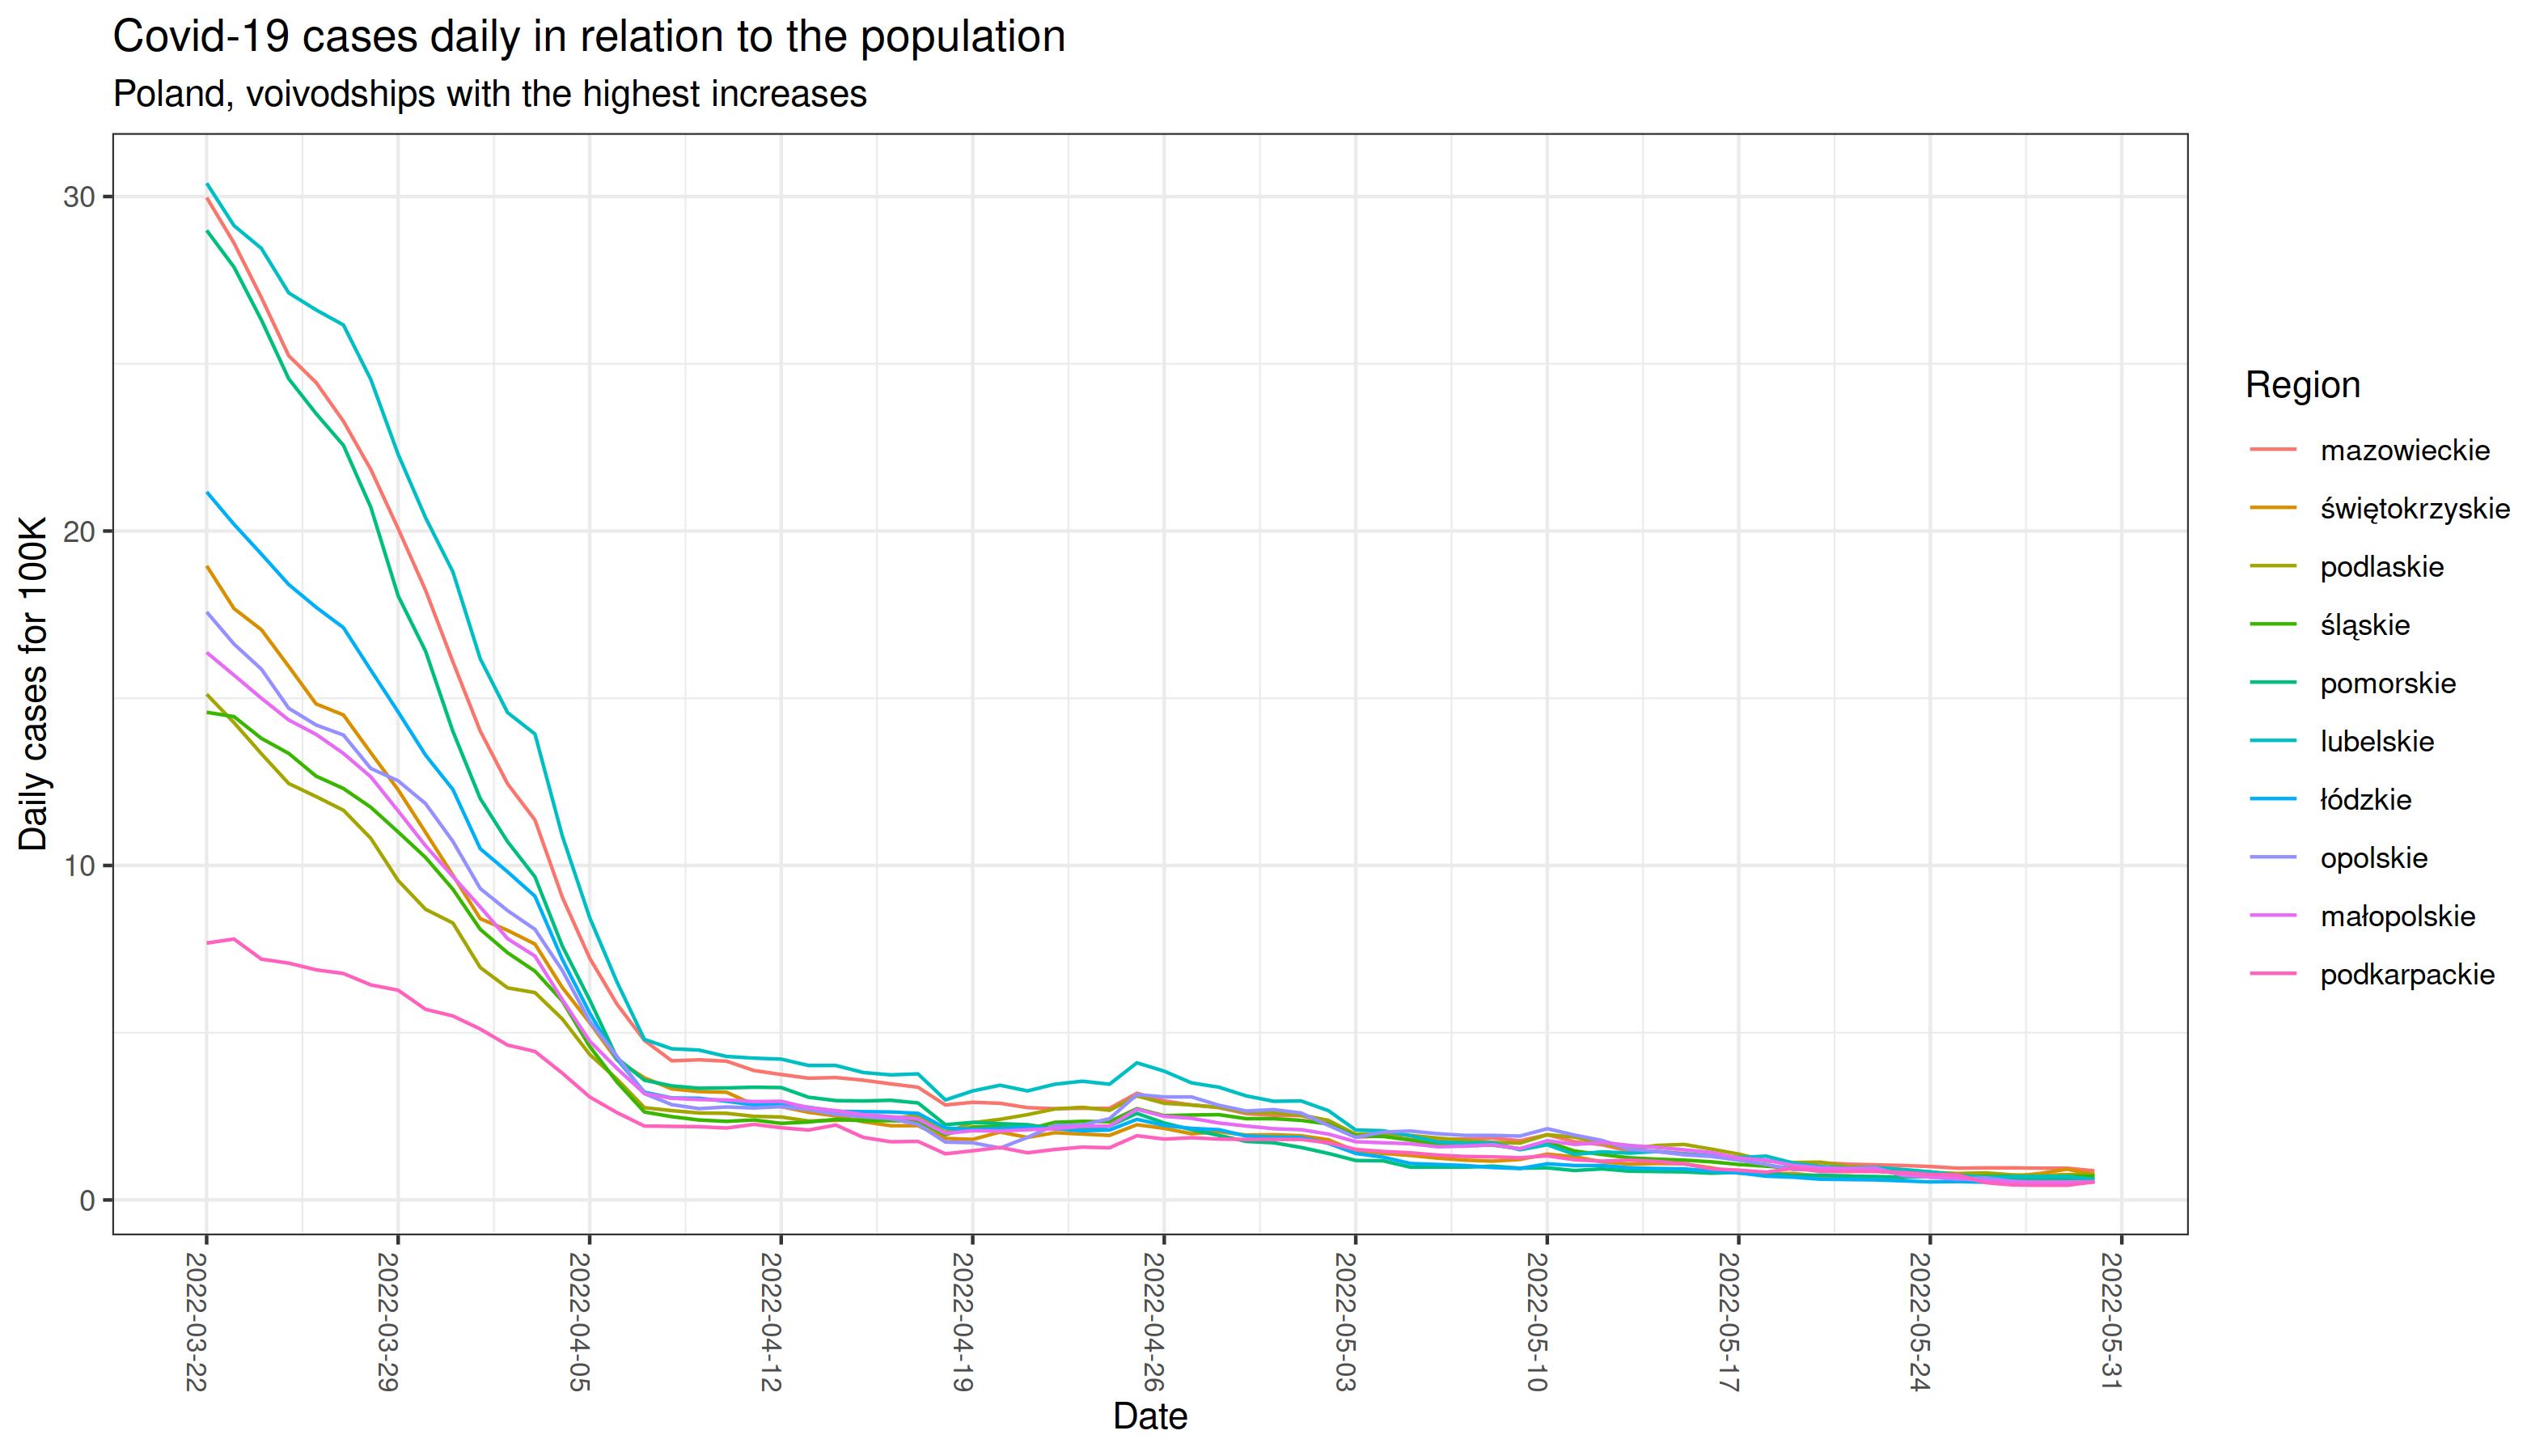 Covid-19 cases daily in relation to the population
Poland, voivodships with the highest increases
Daily cases for 100K
30
20
10
0
2022-03-22
2022-03-29
2022-04-05
2022-04-12
2022-04-19
2022-04-26
2022-05-03
2022-05-10
2022-05-17
2022-05-24
2022-05-31
Date
Region
mazowieckie
świętokrzyskie
podlaskie
śląskie
pomorskie
lubelskie
łódzkie
opolskie
małopolskie
podkarpackie